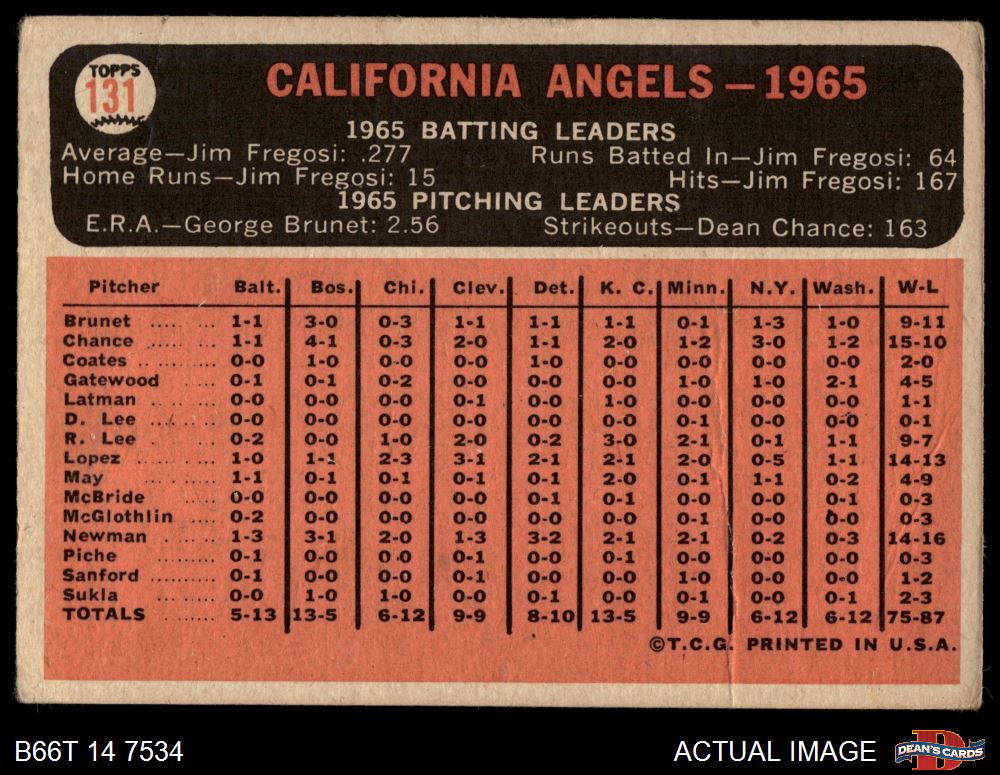 TOPPS
131
CALIFORNIA ANGELS — 1965
1965 BATTING LEADERS
Average—Jim Fregosi: .277 Runs Batted In—Jim Fregosi: 64
Home Runs—Jim Fregosi: 15 Hits—Jim Fregosi: 167
1965 PITCHING LEADERS
E.R.A.—George Brunet: 2.56 Strikeouts—Dean Chance: 163
Pitcher Balt. Bos. Chi. Clev. Det. K. C. Minn. N.Y. Wash. W-L
Brunet ..... ... 1-1 3-0 0-3 1-1 1-1 1-1 0-1 1-3 1-0 9-11
Chance ..... ... 1-1 4-1 0-3 2-0 1-1 2-0 1-2 3-0 1-2 15-10
Coates .. .. .... 0-0 1-0 0-0 0-0 1-0 0-0 0-0 0-0 0-0 2-0
Gatewood .... 0-1 0-1 0-2 0-0 0-0 0-0 1-0 1-0 2-1 4-5
Latman ..... ... 0-0 0-0 0-0 0-1 0-0 1-0 0-0 0-0 0-0 1-1
D. Lee ..... ... 0-0 0-0 0-0 0-0 0-0 0-0 0-1 0-0 0-0 0-1
R. Lee . ....... 0-2 0-0 1-0 2-0 0-2 3-0 2-1 0-1 1-1 9-7
Lopez ..... ..... 1-0 1-1 2-3 3-1 2-1 2-1 2-0 0-5 1-1 14-13
May ..... ..... 1-1 0-1 0-1 0-1 0-1 2-0 0-1 1-1 0-2 4-9
McBride ..... 0-0 0-0 0-0 0-0 0-1 0-1 0-0 0-0 0-1 0-3
McGlothlin .... 0-2 0-0 0-0 0-0 0-0 0-0 0-1 0-0 0-0 0-3
Newman . ..... 1-3 3-1 2-0 1-3 3-2 2-1 2-1 0-2 0-3 14-16
Piche .......... 0-1 0-0 0-0 0-1 0-0 0-1 0-0 0-0 0-0 0-3
Sanford .......... 0-1 0-0 0-0 0-1 0-0 0-0 1-0 0-0 0-0 1-2
Sukla ..... ..... 0-0 1-0 1-0 0-0 0-1 0-0 0-1 0-0 0-1 2-3
TOTALS ........ 5-13 13-5 6-12 9-9 8-10 13-5 9-9 6-12 6-12 75-87
©T.C.G. PRINTED IN U.S.A.
B66T 14 7534 ACTUAL IMAGE D DEAN'S CARDS